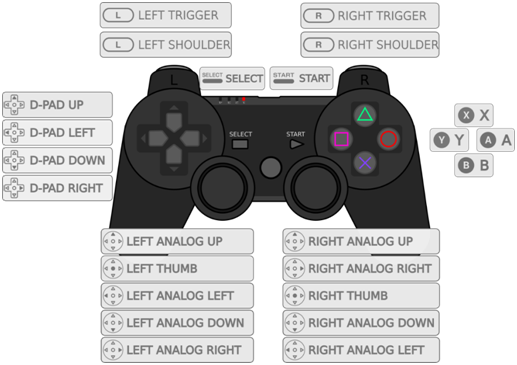 L LEFT TRIGGER
R RIGHT TRIGGER
L LEFT SHOULDER
R RIGHT SHOULDER
SELECT SELECT
START START
L
R
D-PAD UP
D-PAD LEFT
D-PAD DOWN
D-PAD RIGHT
SELECT
START
X X
Y Y
A A
B B
LEFT ANALOG UP
LEFT THUMB
LEFT ANALOG LEFT
LEFT ANALOG DOWN
LEFT ANALOG RIGHT
RIGHT ANALOG UP
RIGHT ANALOG RIGHT
RIGHT THUMB
RIGHT ANALOG DOWN
RIGHT ANALOG LEFT